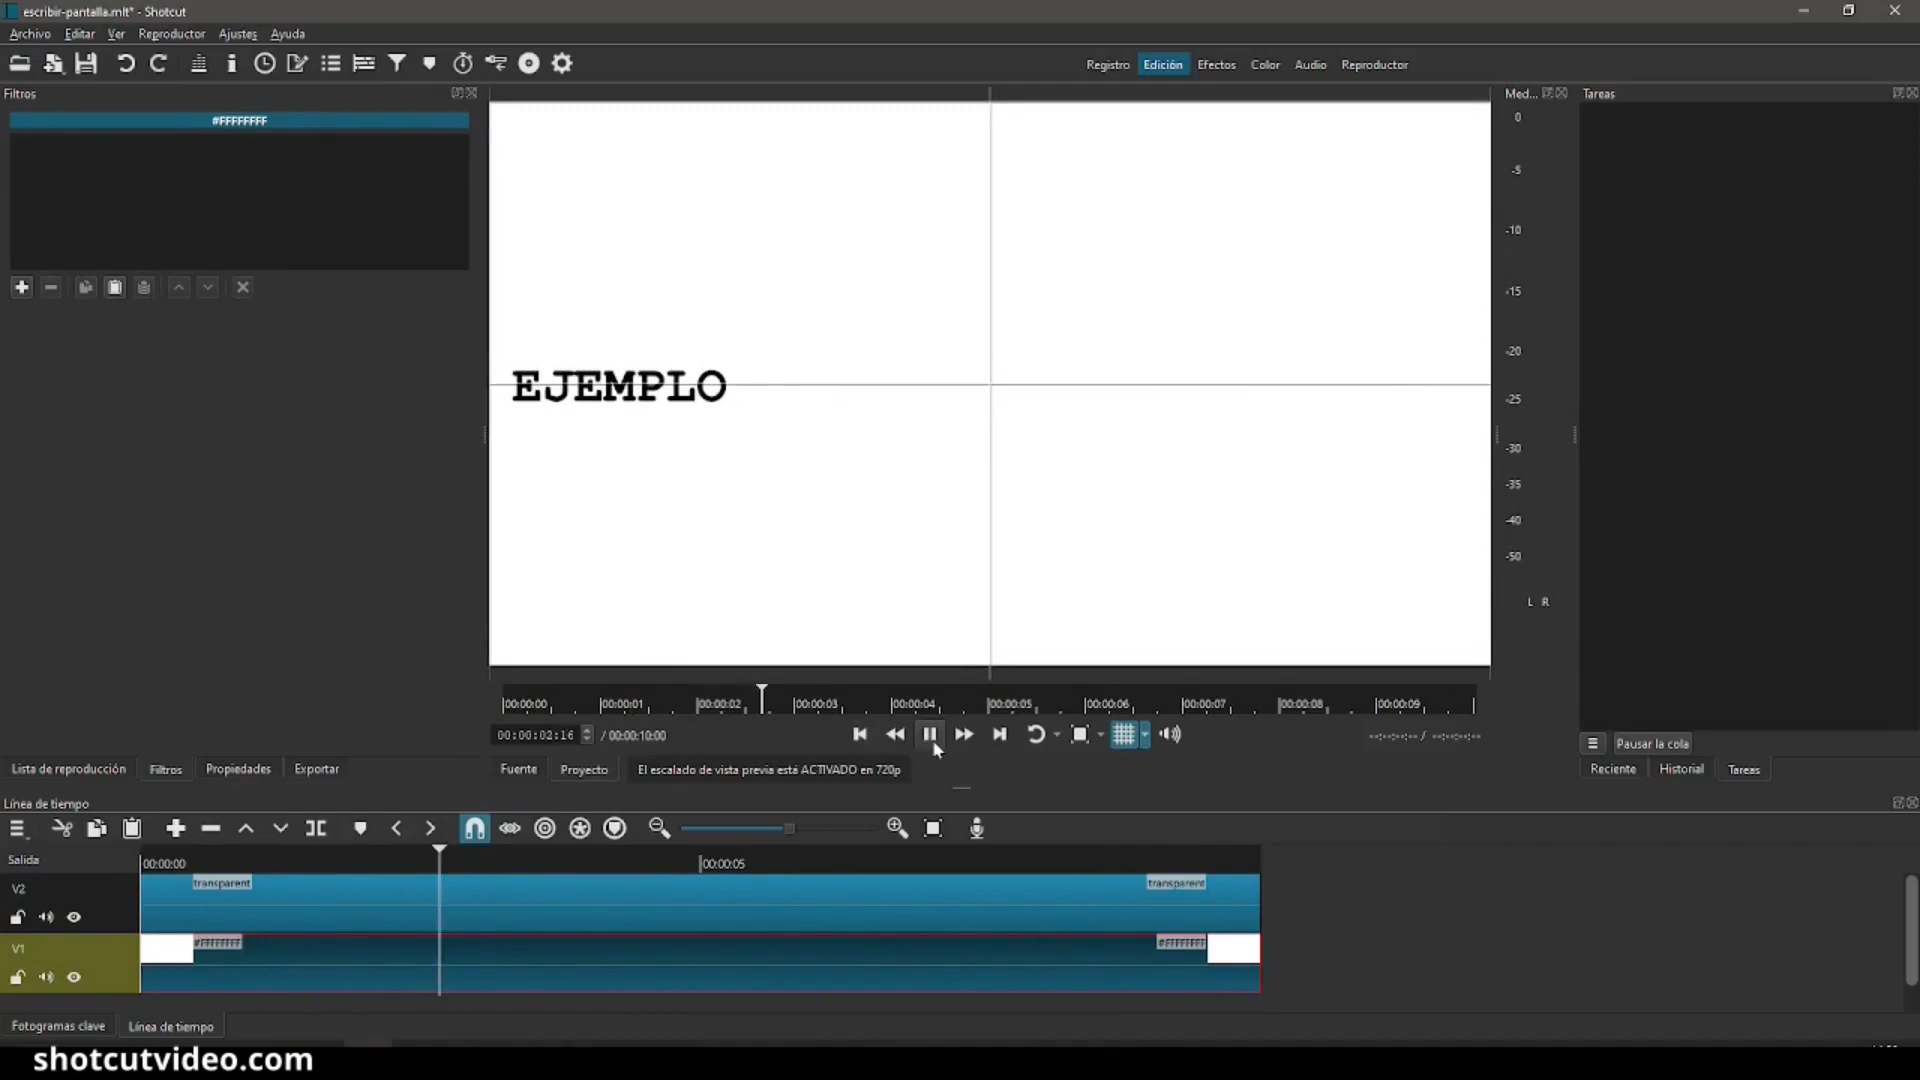 escribir-pantalla.mlt* - Shotcut
Archivo Editar Ver Reproductor Ajustes Ayuda
Registro Edición Efectos Color Audio Reproductor
Filtros
Med...
Tareas
#FFFFFFFF
0
-5
-10
-15
-20
-25
-30
-35
-40
-50
L R
EJEMPLO
00:00:00 00:00:01 00:00:02 00:00:03 00:00:04 00:00:05 00:00:06 00:00:07 00:00:08 00:00:09
00:00:02:16 / 00:00:10:00
--:--:--:-- / --:--:--:--
Pausar la cola
Lista de reproducción Filtros Propiedades Exportar
Fuente Proyecto El escalado de vista previa está ACTIVADO en 720p
Reciente Historial Tareas
Línea de tiempo
Salida
00:00:00 00:00:05
V2
transparent transparent
V1
#FFFFFFFF #FFFFFFFF
Fotogramas clave Línea de tiempo
shotcutvideo.com